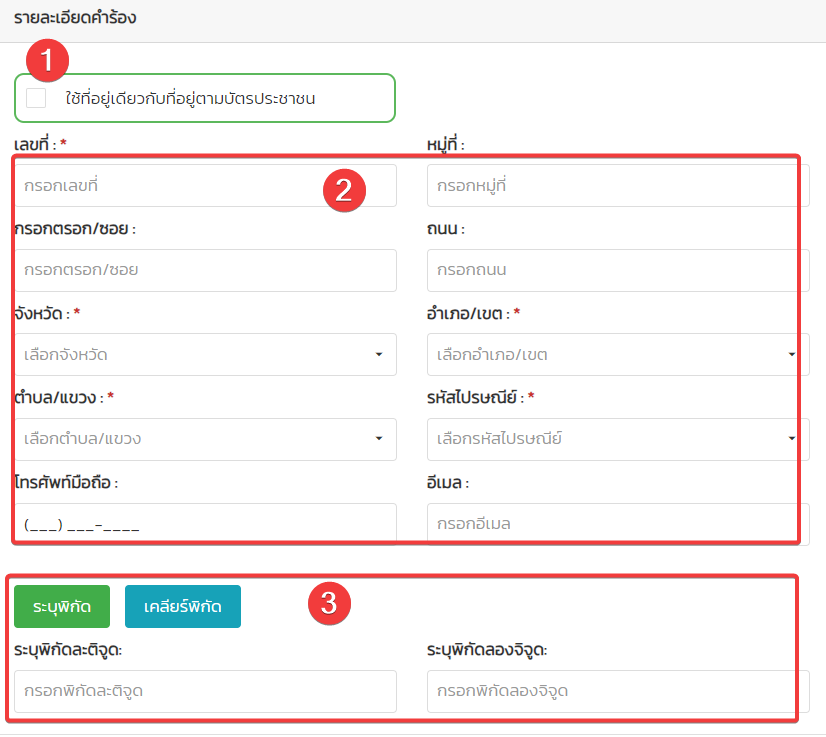 รายละเอียดคำร้อง
1
ใช้ที่อยู่เดียวกับที่อยู่ตามบัตรประชาชน
เลขที่ : * หมู่ที่ :
กรอกเลขที่ 2 กรอกหมู่ที่
กรอกตรอก/ซอย : ถนน :
กรอกตรอก/ซอย กรอกถนน
จังหวัด : * อำเภอ/เขต : *
เลือกจังหวัด เลือกอำเภอ/เขต
ตำบล/แขวง : * รหัสไปรษณีย์ : *
เลือกตำบล/แขวง เลือกรหัสไปรษณีย์
โทรศัพท์มือถือ : อีเมล :
(___) ___-____ กรอกอีเมล
ระบุพิกัด เคลียร์พิกัด 3
ระบุพิกัดละติจูด: ระบุพิกัดลองจิจูด:
กรอกพิกัดละติจูด กรอกพิกัดลองจิจูด